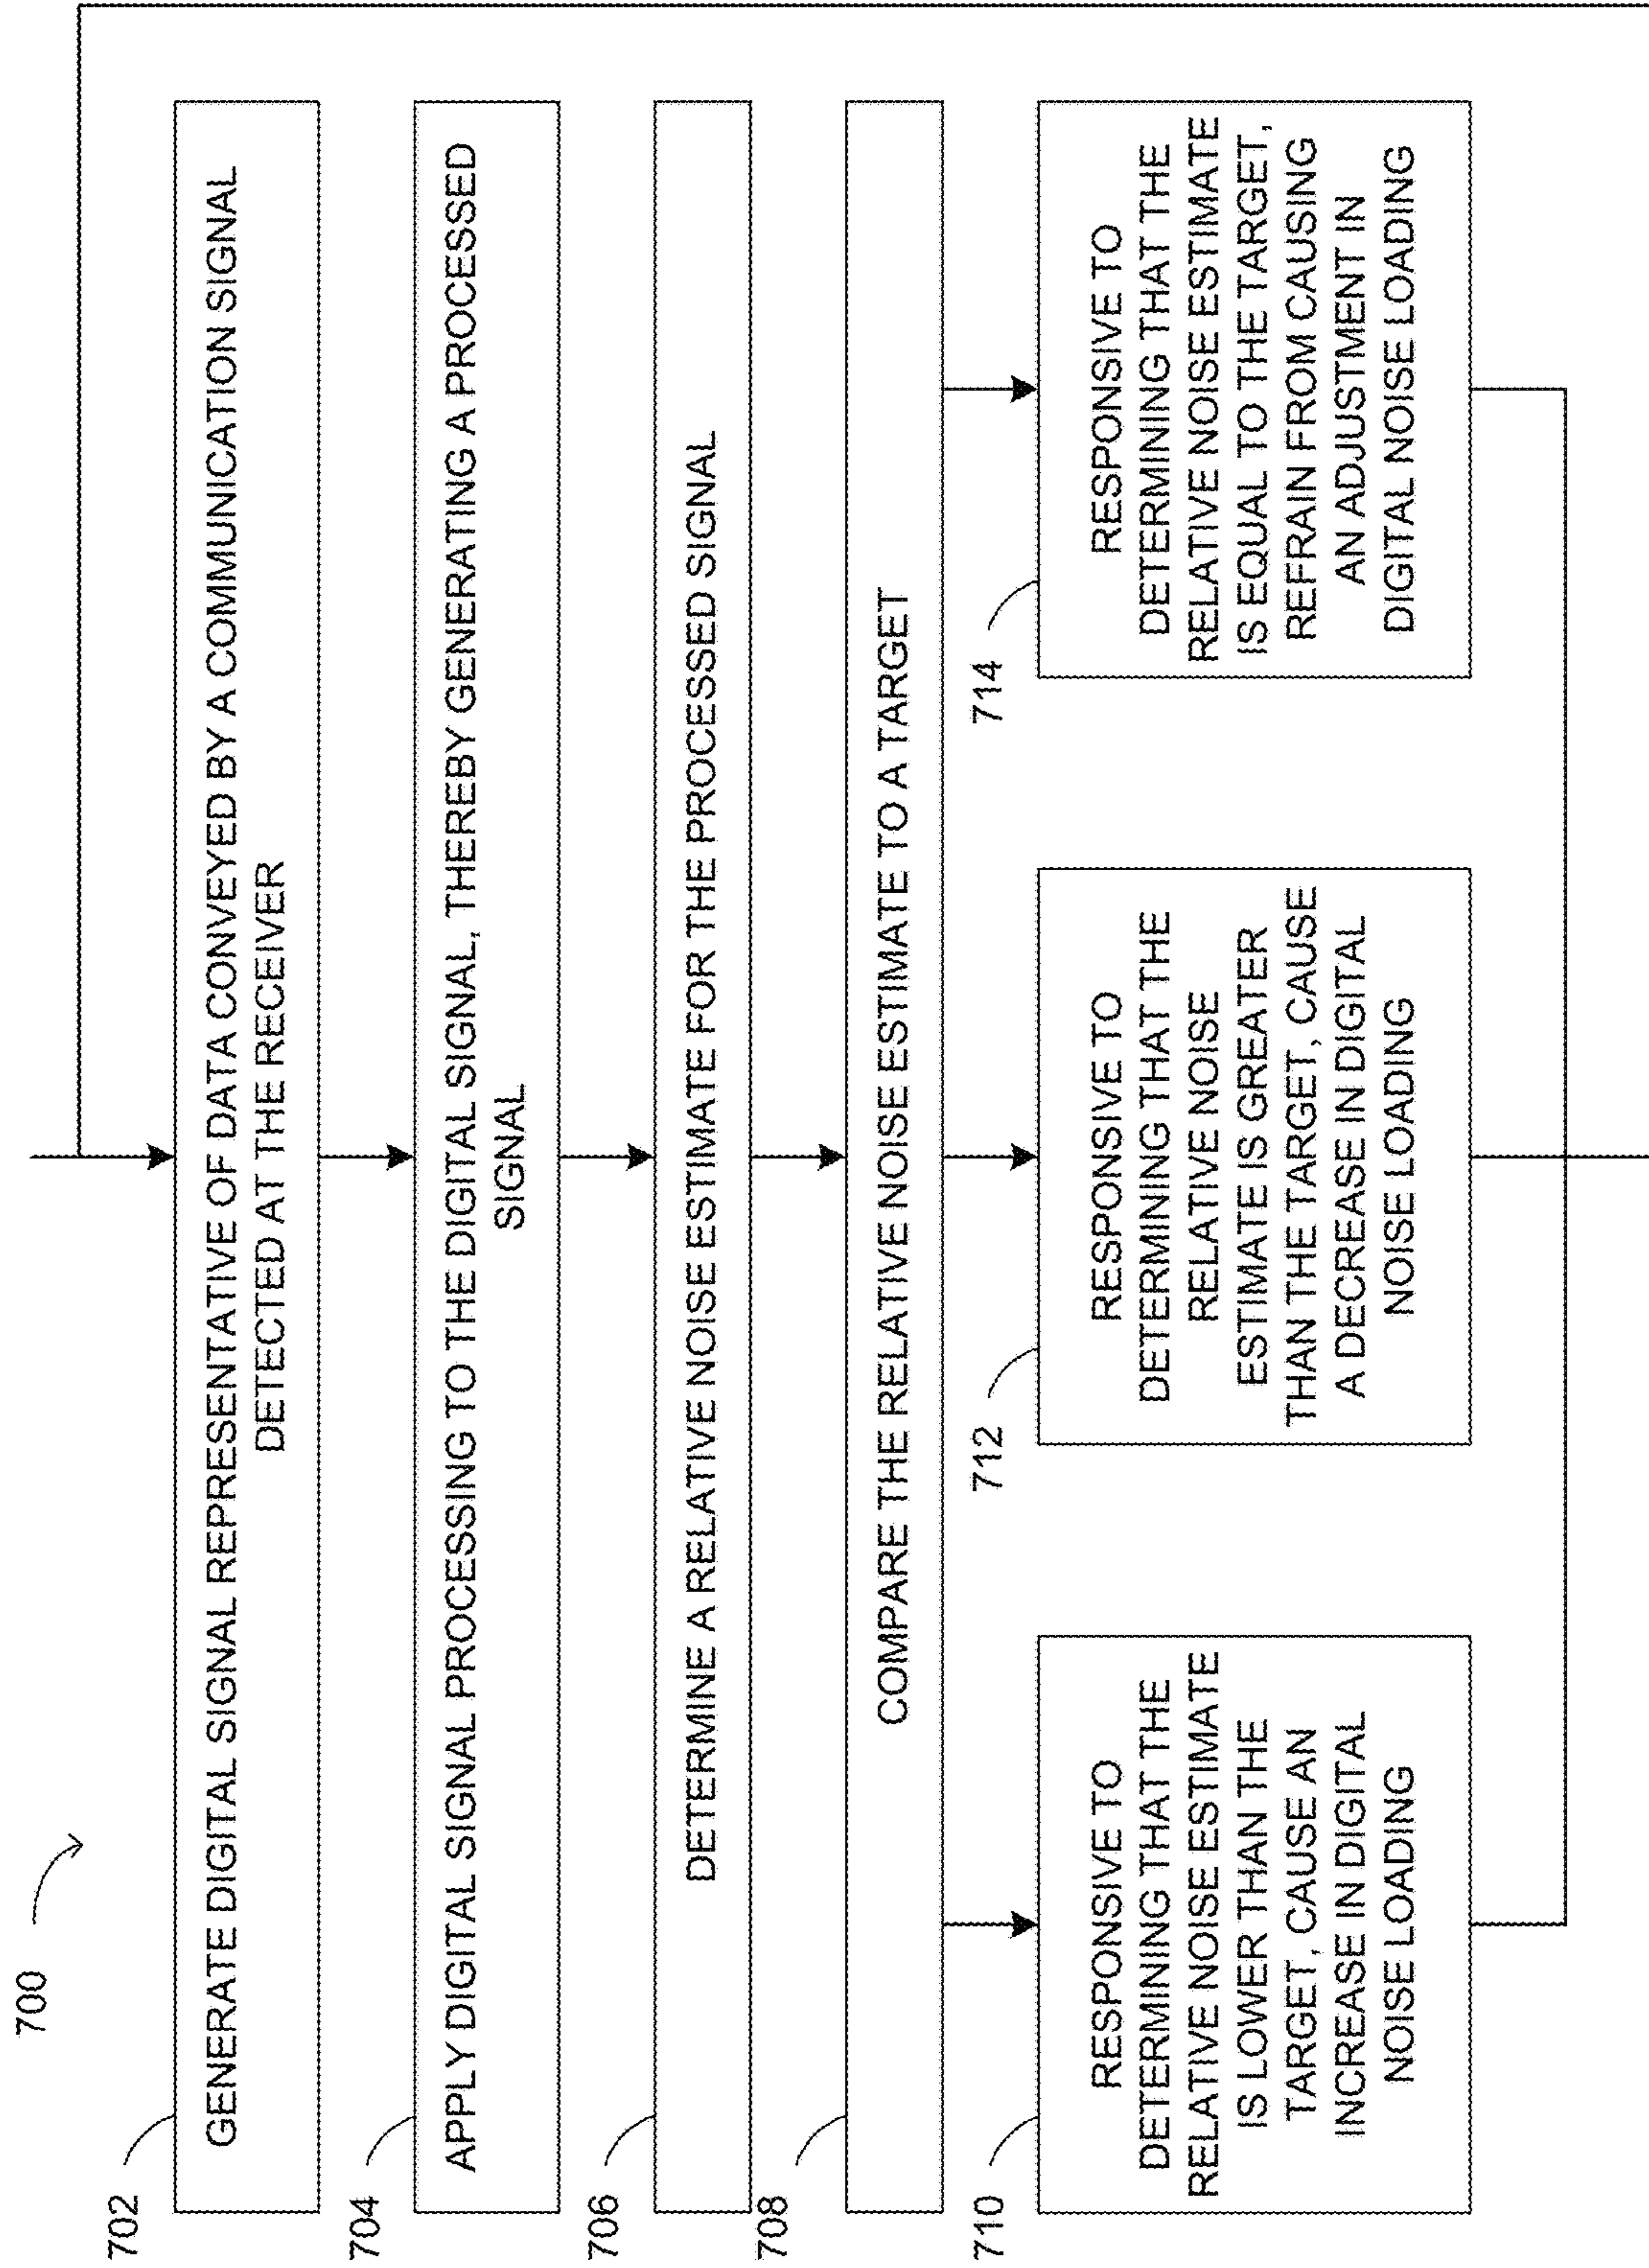 700
702
GENERATE DIGITAL SIGNAL REPRESENTATIVE OF DATA CONVEYED BY A COMMUNICATION SIGNAL
DETECTED AT THE RECEIVER
704
APPLY DIGITAL SIGNAL PROCESSING TO THE DIGITAL SIGNAL, THEREBY GENERATING A PROCESSED
SIGNAL
706
DETERMINE A RELATIVE NOISE ESTIMATE FOR THE PROCESSED SIGNAL
708
COMPARE THE RELATIVE NOISE ESTIMATE TO A TARGET
710
RESPONSIVE TO
DETERMINING THAT THE
RELATIVE NOISE ESTIMATE
IS LOWER THAN THE
TARGET, CAUSE AN
INCREASE IN DIGITAL
NOISE LOADING
712
RESPONSIVE TO
DETERMINING THAT THE
RELATIVE NOISE
ESTIMATE IS GREATER
THAN THE TARGET, CAUSE
A DECREASE IN DIGITAL
NOISE LOADING
714
RESPONSIVE TO
DETERMINING THAT THE
RELATIVE NOISE ESTIMATE
IS EQUAL TO THE TARGET,
REFRAIN FROM CAUSING
AN ADJUSTMENT IN
DIGITAL NOISE LOADING